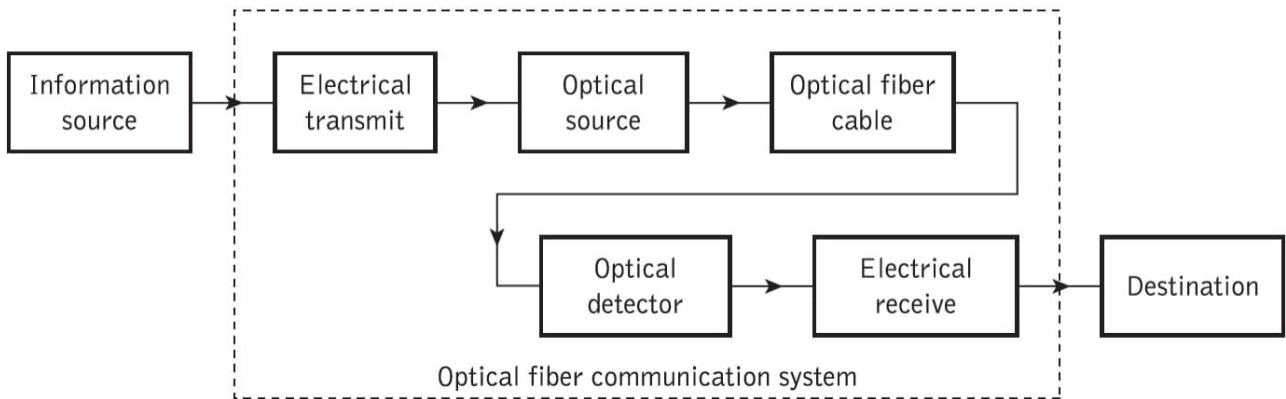 Information
source
Electrical
transmit
Optical
source
Optical fiber
cable
Optical
detector
Electrical
receive
Destination
Optical fiber communication system